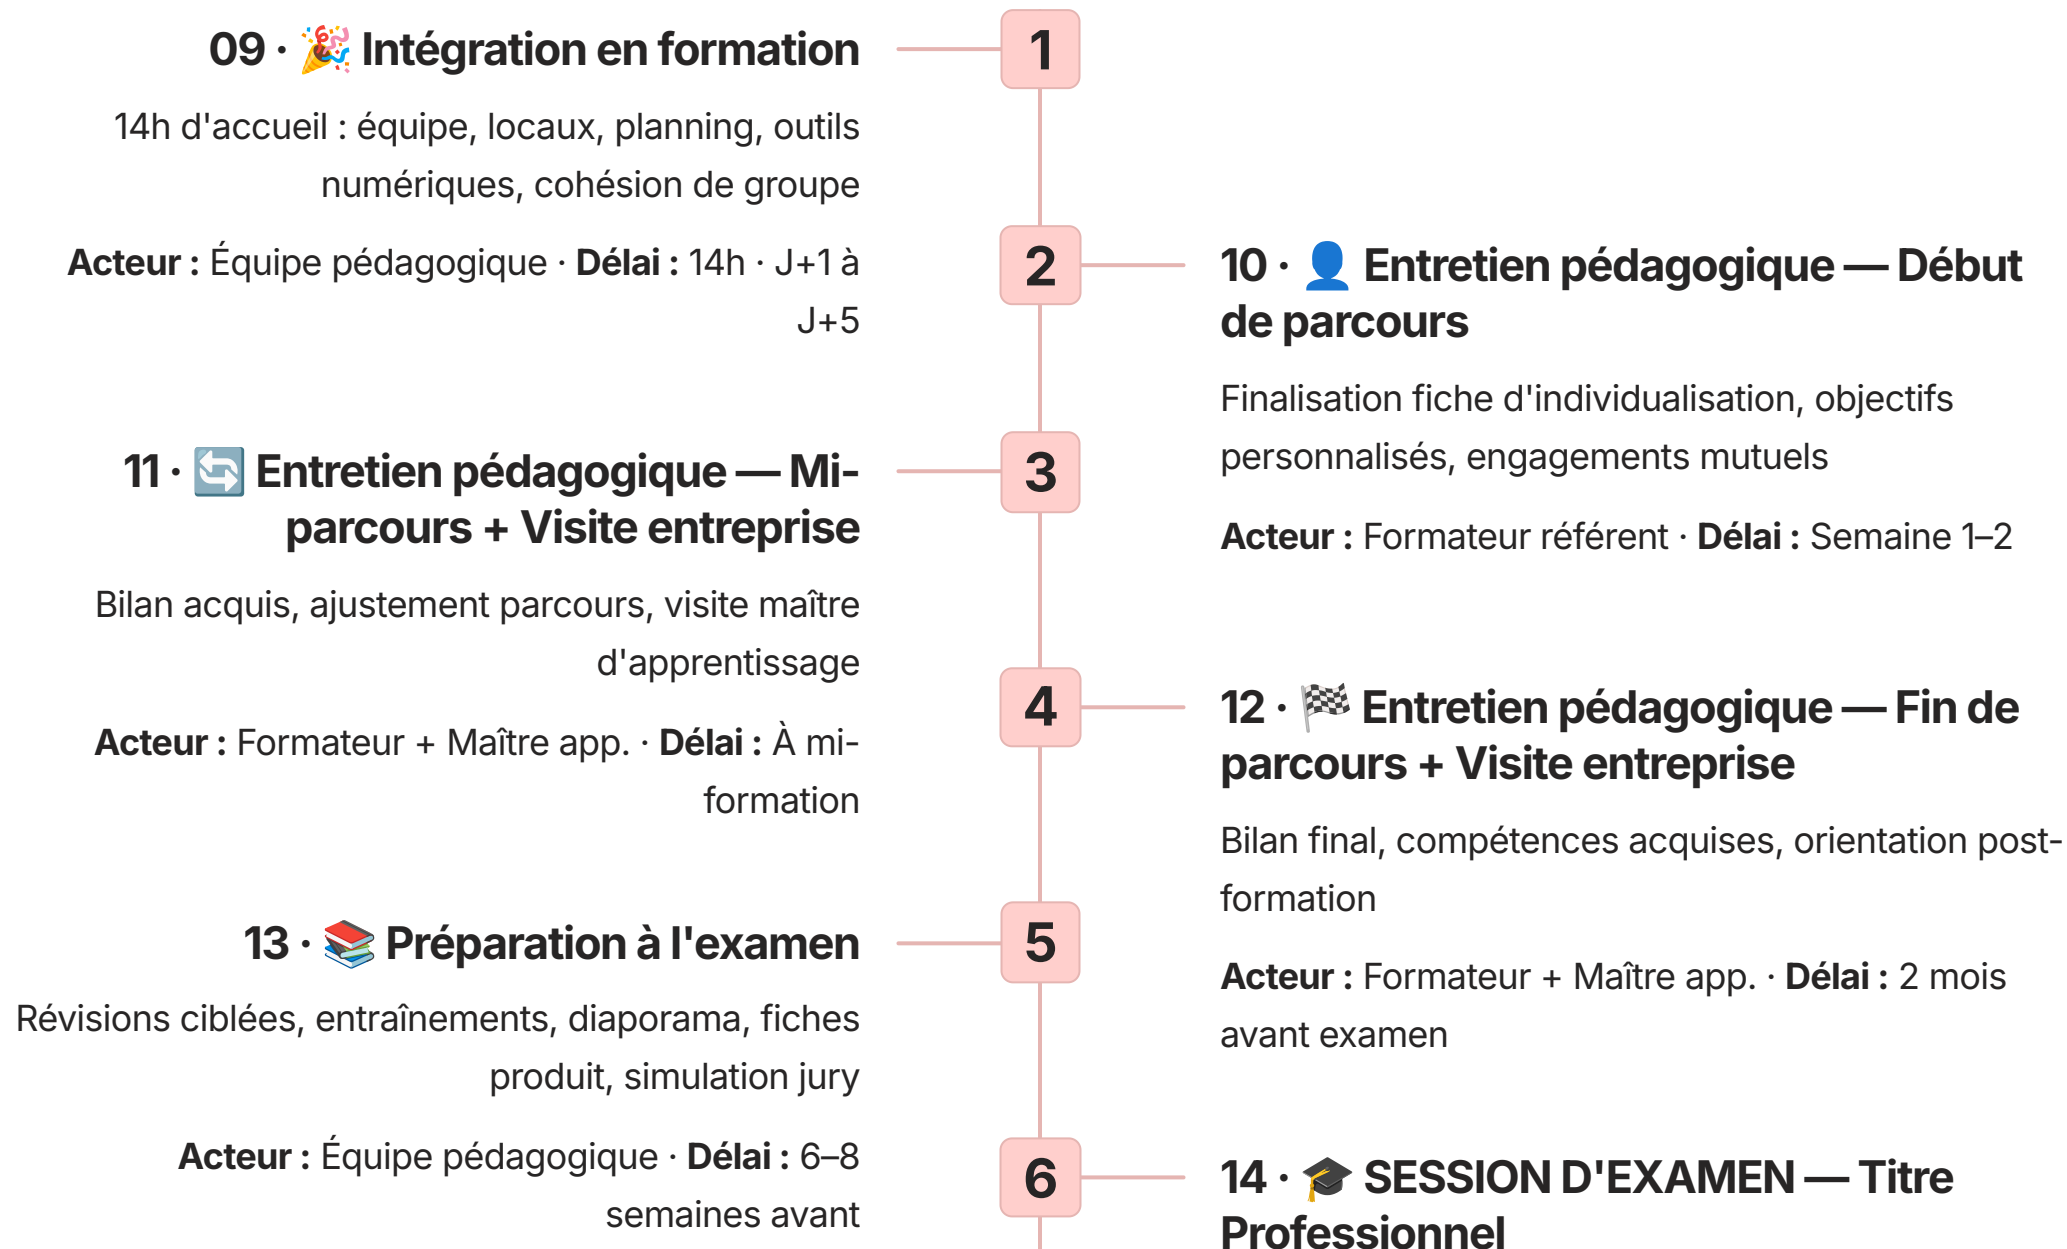 1
09 · 🎉 Intégration en formation
14h d'accueil : équipe, locaux, planning, outils
numériques, cohésion de groupe
Acteur : Équipe pédagogique · Délai : 14h · J+1 à
J+5
2
10 · 👤 Entretien pédagogique — Début
de parcours
Finalisation fiche d'individualisation, objectifs
personnalisés, engagements mutuels
Acteur : Formateur référent · Délai : Semaine 1–2
3
11 · 🔄 Entretien pédagogique — Mi-
parcours + Visite entreprise
Bilan acquis, ajustement parcours, visite maître
d'apprentissage
Acteur : Formateur + Maître app. · Délai : À mi-
formation
4
12 · 🏁 Entretien pédagogique — Fin de
parcours + Visite entreprise
Bilan final, compétences acquises, orientation post-
formation
Acteur : Formateur + Maître app. · Délai : 2 mois
avant examen
5
13 · 📚 Préparation à l'examen
Révisions ciblées, entraînements, diaporama, fiches
produit, simulation jury
Acteur : Équipe pédagogique · Délai : 6–8
semaines avant
6
14 · 🎓 SESSION D'EXAMEN — Titre
Professionnel